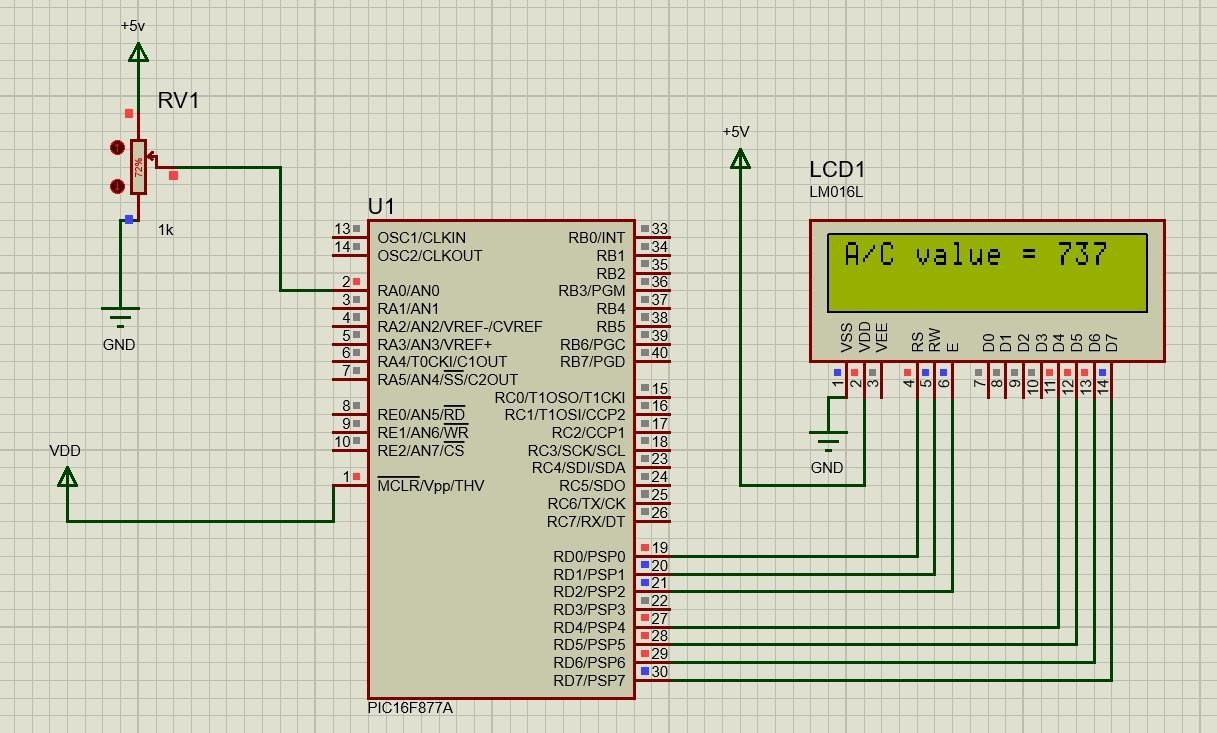 +5v
RV1
72%
1k
GND
VDD
U1
13 OSC1/CLKIN
14 OSC2/CLKOUT
2 RA0/AN0
3 RA1/AN1
4 RA2/AN2/VREF-/CVREF
5 RA3/AN3/VREF+
6 RA4/T0CKI/C1OUT
7 RA5/AN4/SS/C2OUT
8 RE0/AN5/RD
9 RE1/AN6/WR
10 RE2/AN7/CS
1 MCLR/Vpp/THV
RB0/INT 33
RB1 34
RB2 35
RB3/PGM 36
RB4 37
RB5 38
RB6/PGC 39
RB7/PGD 40
RC0/T1OSO/T1CKI 15
RC1/T1OSI/CCP2 16
RC2/CCP1 17
RC3/SCK/SCL 18
RC4/SDI/SDA 23
RC5/SDO 24
RC6/TX/CK 25
RC7/RX/DT 26
RD0/PSP0 19
RD1/PSP1 20
RD2/PSP2 21
RD3/PSP3 22
RD4/PSP4 27
RD5/PSP5 28
RD6/PSP6 29
RD7/PSP7 30
PIC16F877A
+5V
GND
LCD1
LM016L
A/C value = 737
VSS VDD VEE RS RW E D0 D1 D2 D3 D4 D5 D6 D7
1 2 3 4 5 6 7 8 9 10 11 12 13 14